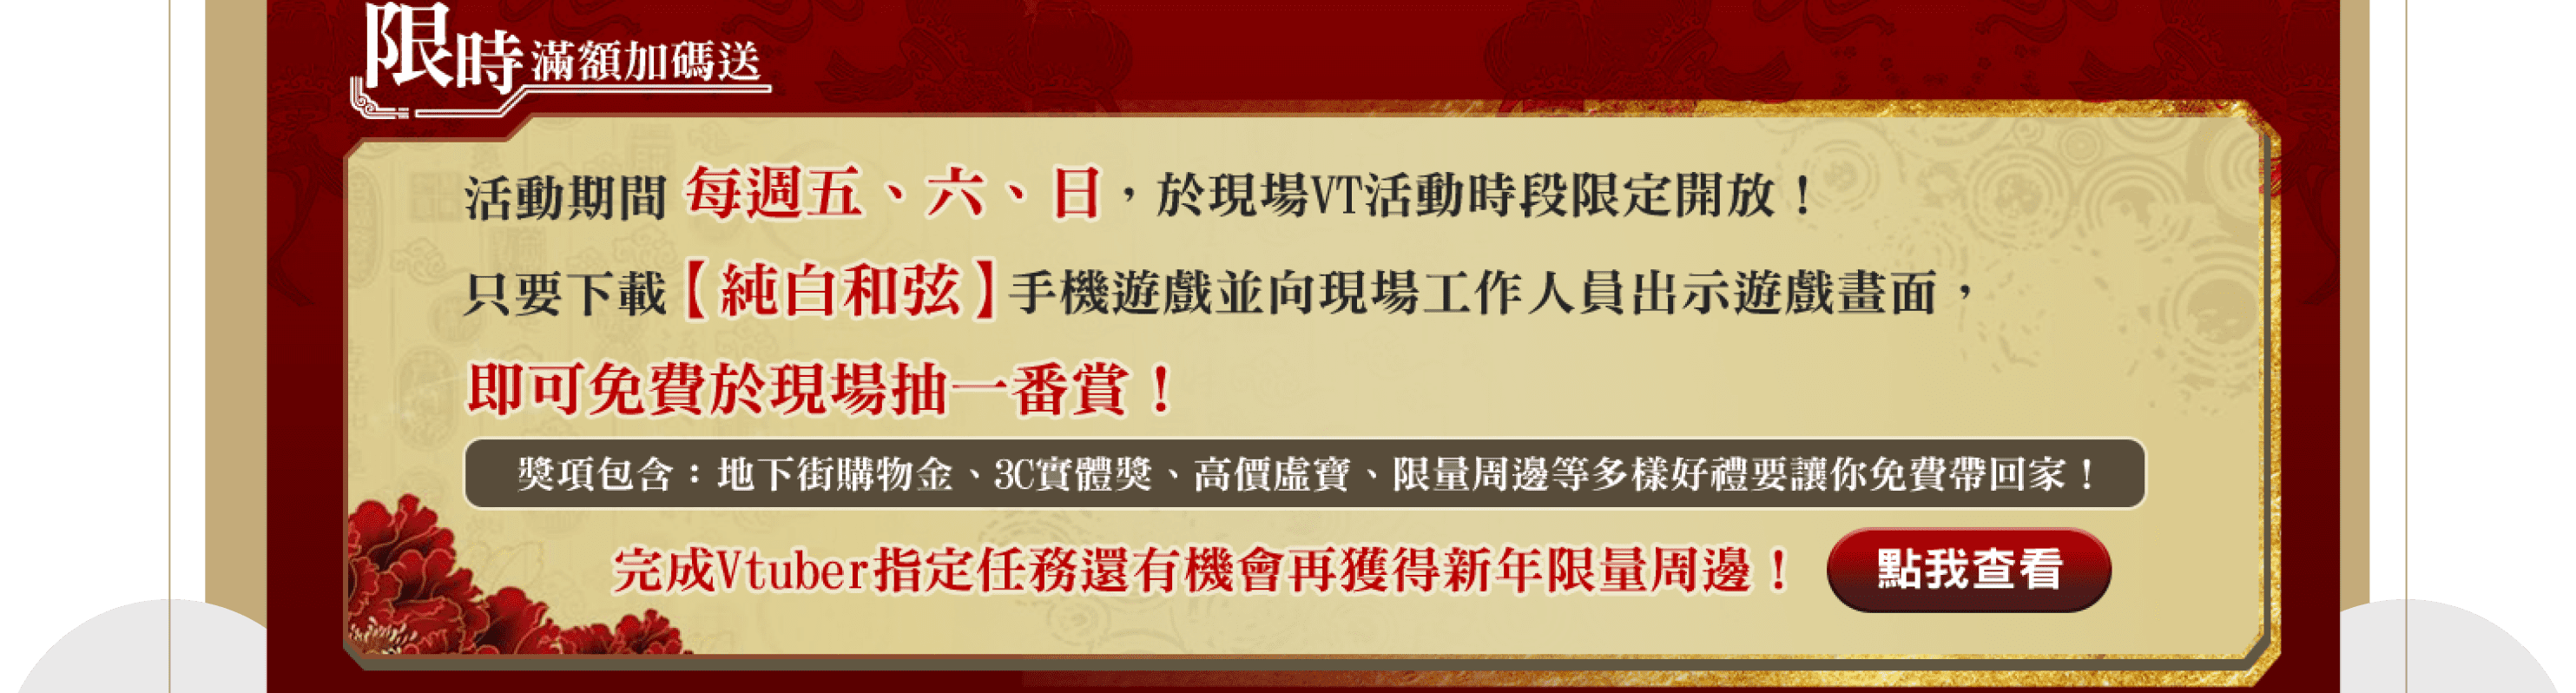 限時滿額加碼送
活動期間 每週五、六、日，於現場VT活動時段限定開放！
只要下載【純白和弦】手機遊戲並向現場工作人員出示遊戲畫面，
即可免費於現場抽一番賞！
獎項包含：地下街購物金、3C實體獎、高價虛寶、限量周邊等多樣好禮要讓你免費帶回家！
完成Vtuber指定任務還有機會再獲得新年限量周邊！ 點我查看